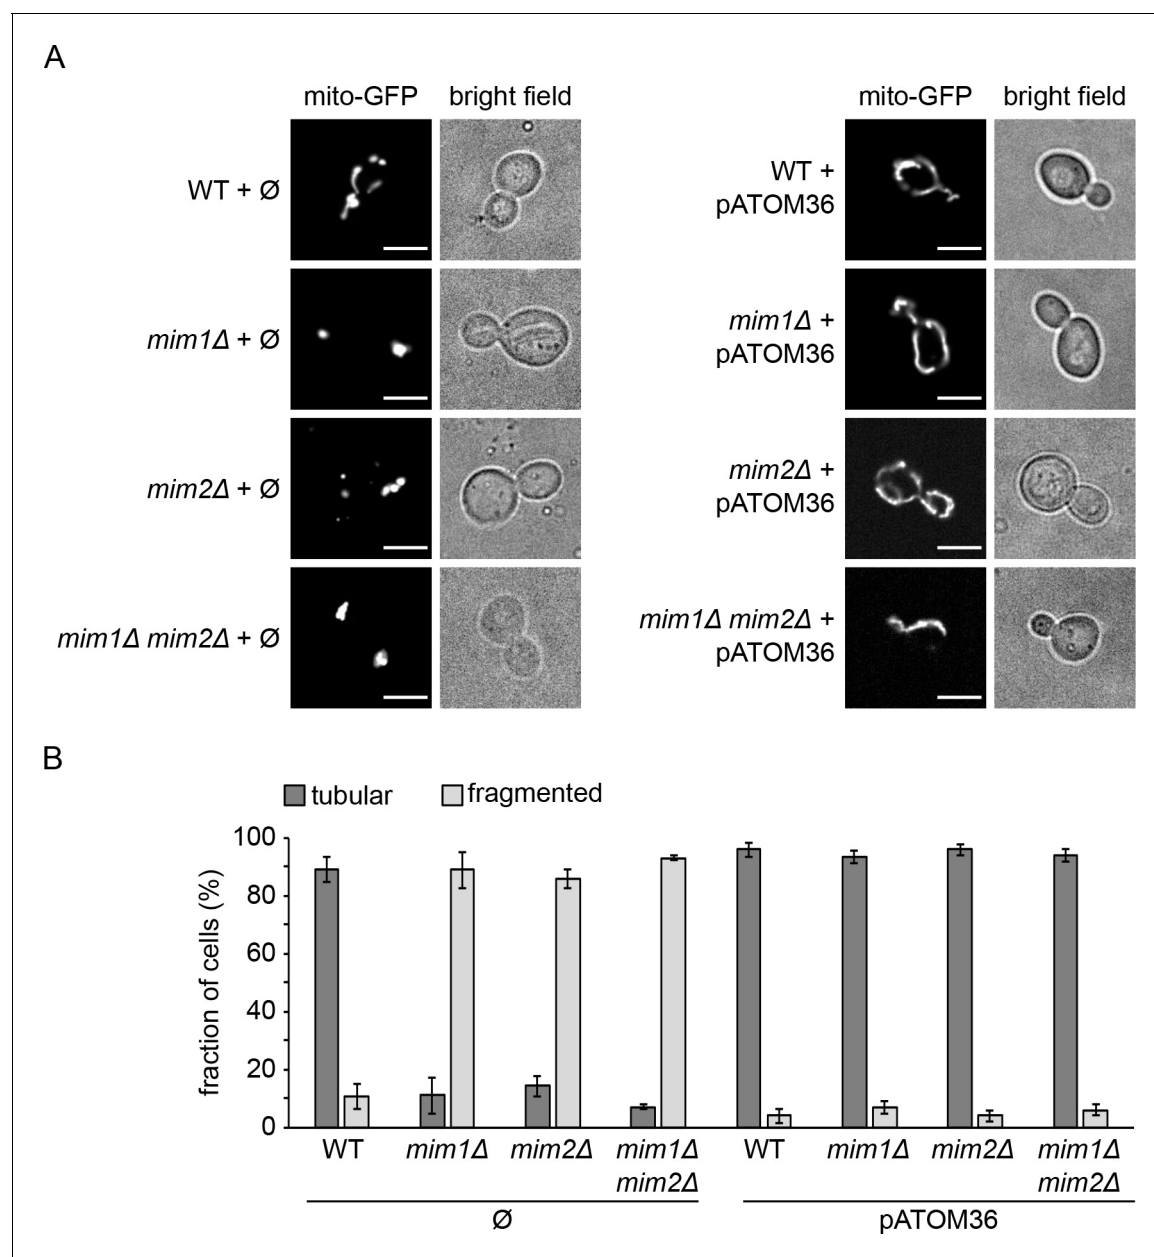 A
mito-GFP bright field mito-GFP bright field
WT + Ø
WT +
pATOM36
mim1Δ + Ø
mim1Δ +
pATOM36
mim2Δ + Ø
mim2Δ +
pATOM36
mim1Δ mim2Δ + Ø
mim1Δ mim2Δ +
pATOM36
B
tubular fragmented
fraction of cells (%)
100
80
60
40
20
0
WT mim1Δ mim2Δ mim1Δ WT mim1Δ mim2Δ mim1Δ
mim2Δ mim2Δ
Ø pATOM36